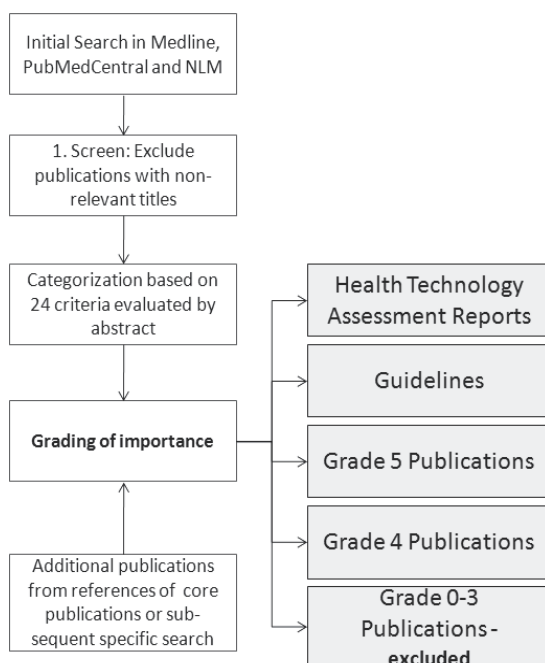 Initial Search in Medline,
PubMedCentral and NLM
1. Screen: Exclude
publications with non-
relevant titles
Categorization based on
24 criteria evaluated by
abstract
Grading of importance
Additional publications
from references of core
publications or sub-
sequent specific search
Health Technology
Assessment Reports
Guidelines
Grade 5 Publications
Grade 4 Publications
Grade 0-3
Publications -
excluded